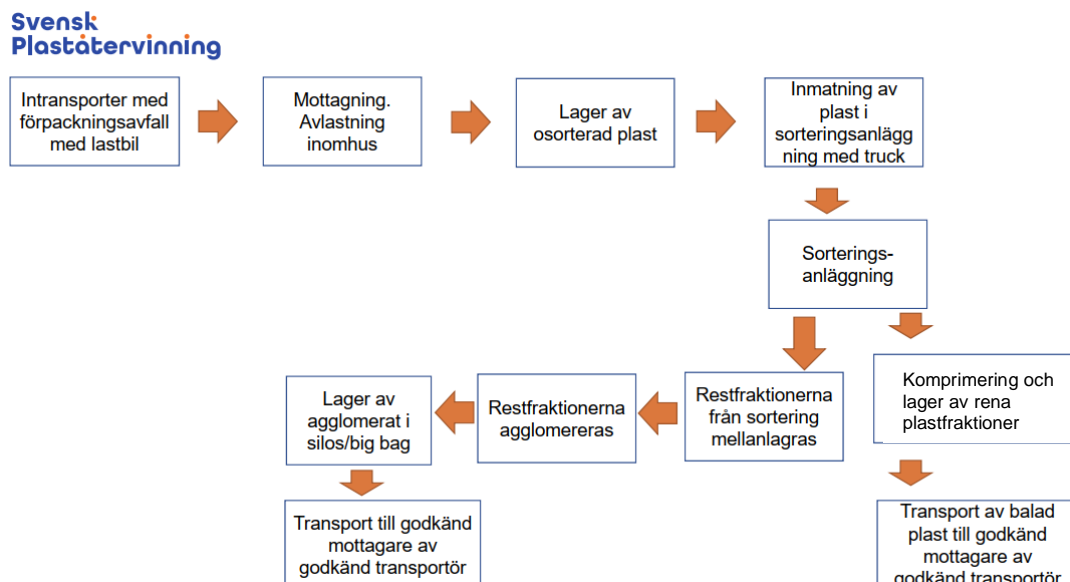 Svensk
Plaståtervinning
Intransporter med
förpackningsavfall
med lastbil
Mottagning.
Avlastning
inomhus
Lager av
osorterad plast
Inmatning av
plast i
sorteringsanlägg
ning med truck
Sorterings-
anläggning
Komprimering och
lager av rena
plastfraktioner
Restfraktionerna
från sortering
mellanlagras
Restfraktionerna
agglomereras
Lager av
agglomerat i
silos/big bag
Transport till godkänd
mottagare av
godkänd transportör
Transport av balad
plast till godkänd
mottagare av
godkänd transportör